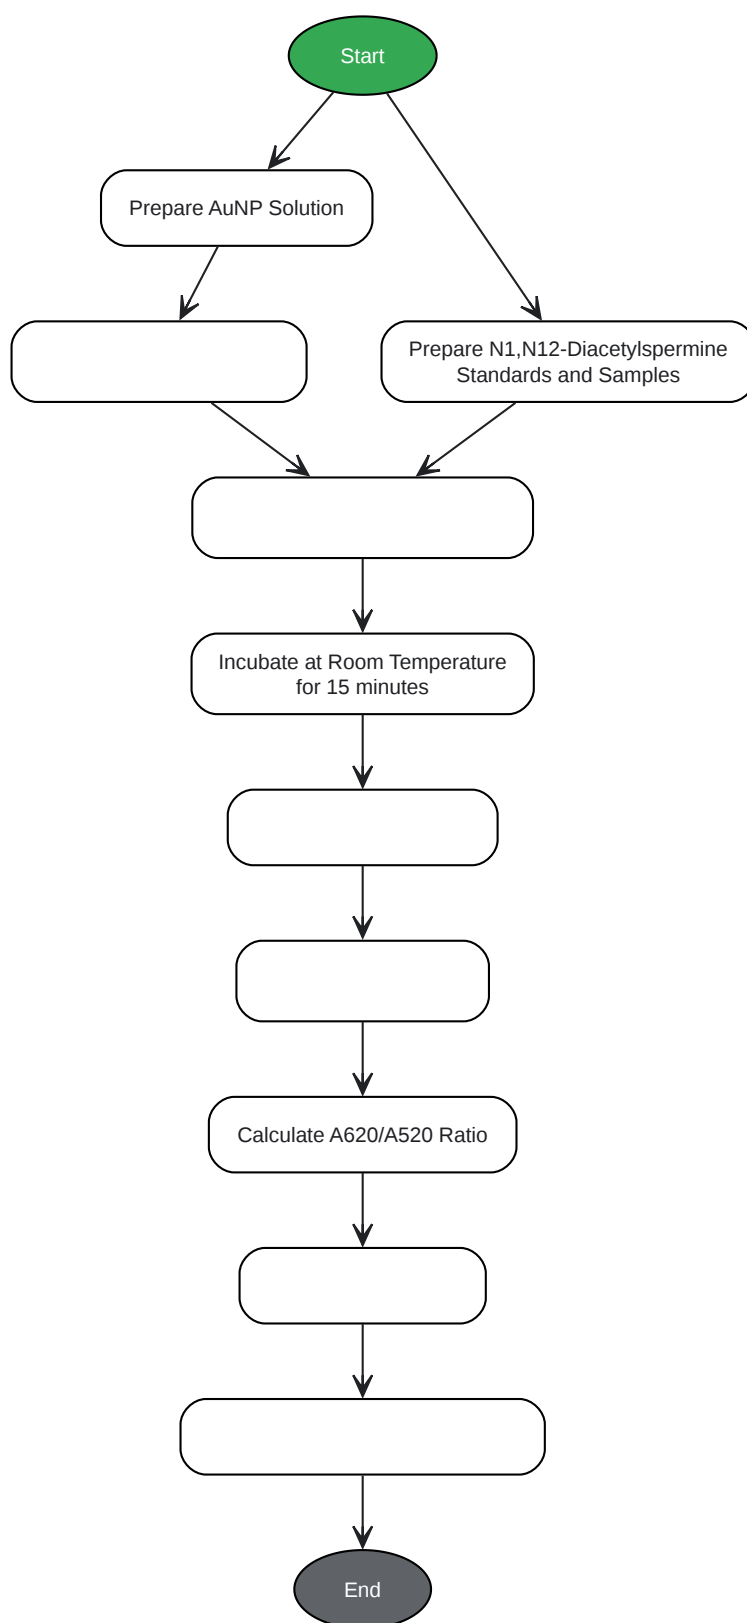 Start
Prepare AuNP Solution
Prepare N1,N12-Diacetylspermine
Standards and Samples
Incubate at Room Temperature
for 15 minutes
Calculate A620/A520 Ratio
End